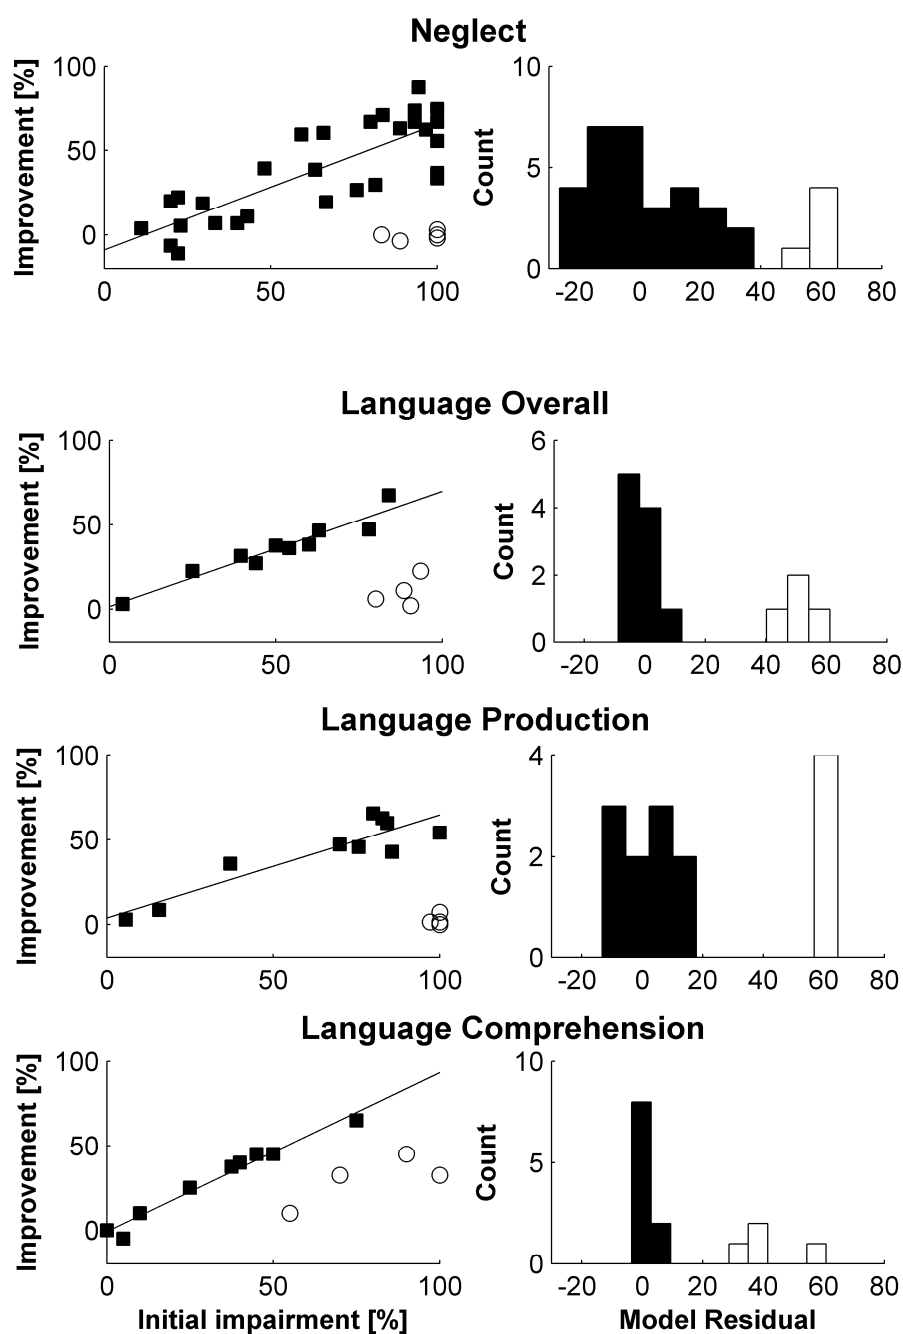 Neglect
Improvement [%]
100
50
0
0 50 100
Count
10
5
0
-20 0 20 40 60 80
Language Overall
Improvement [%]
100
50
0
0 50 100
Count
6
4
2
0
-20 0 20 40 60 80
Language Production
Improvement [%]
100
50
0
0 50 100
Count
4
2
0
-20 0 20 40 60 80
Language Comprehension
Improvement [%]
100
50
0
0 50 100
Initial impairment [%]
Count
10
5
0
-20 0 20 40 60 80
Model Residual